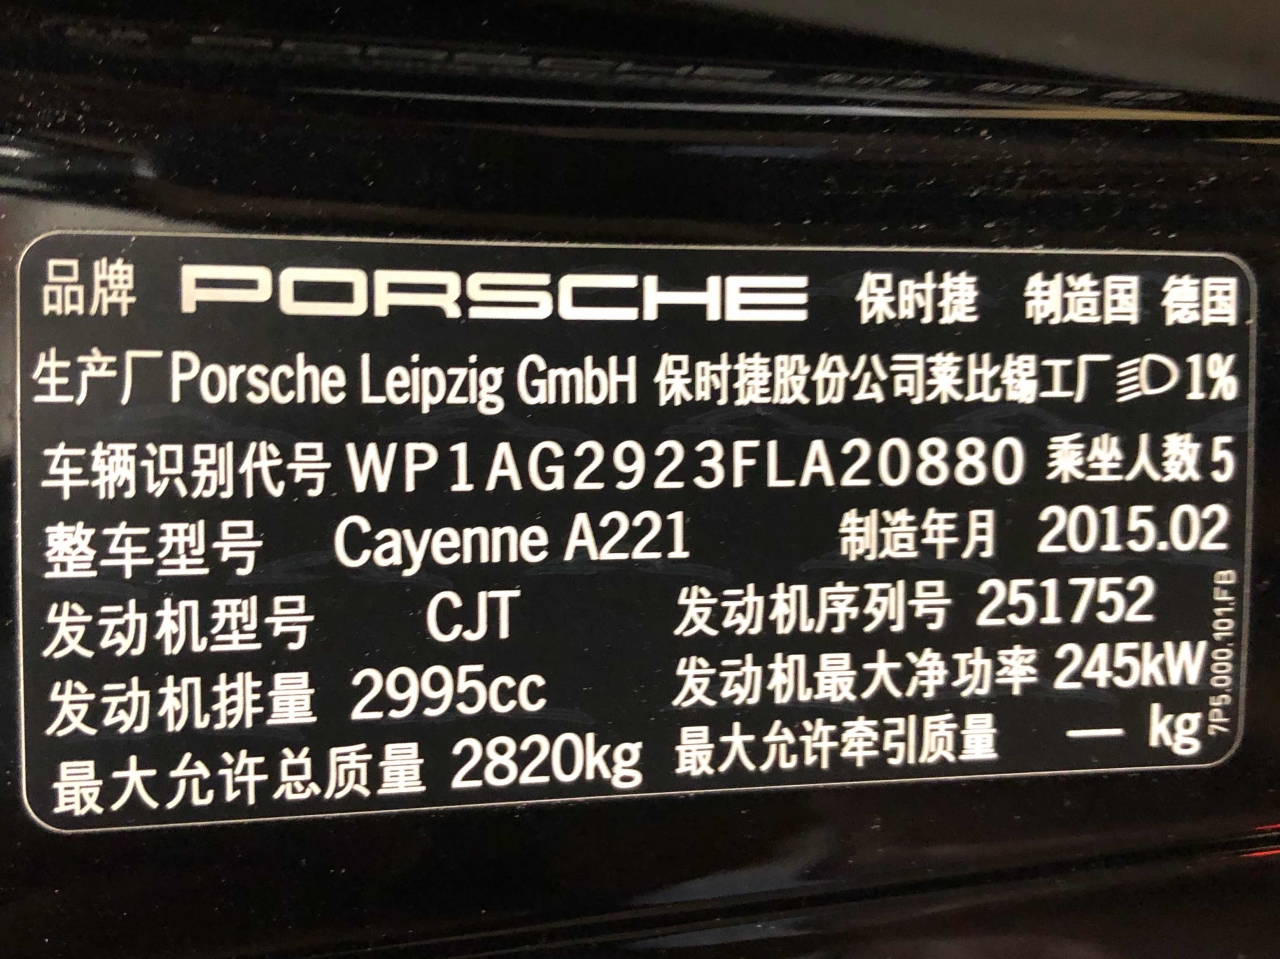 品牌 PORSCHE 保时捷 制造国 德国
生产厂 Porsche Leipzig GmbH 保时捷股份公司莱比锡工厂 1%
车辆识别代号 WP1AG2923FLA20880 乘坐人数 5
整车型号 Cayenne A221 制造年月 2015.02
发动机型号 CJT 发动机序列号 251752
发动机排量 2995cc 发动机最大净功率 245kW
最大允许总质量 2820kg 最大允许牵引质量 — kg
7P5.000.101.FB